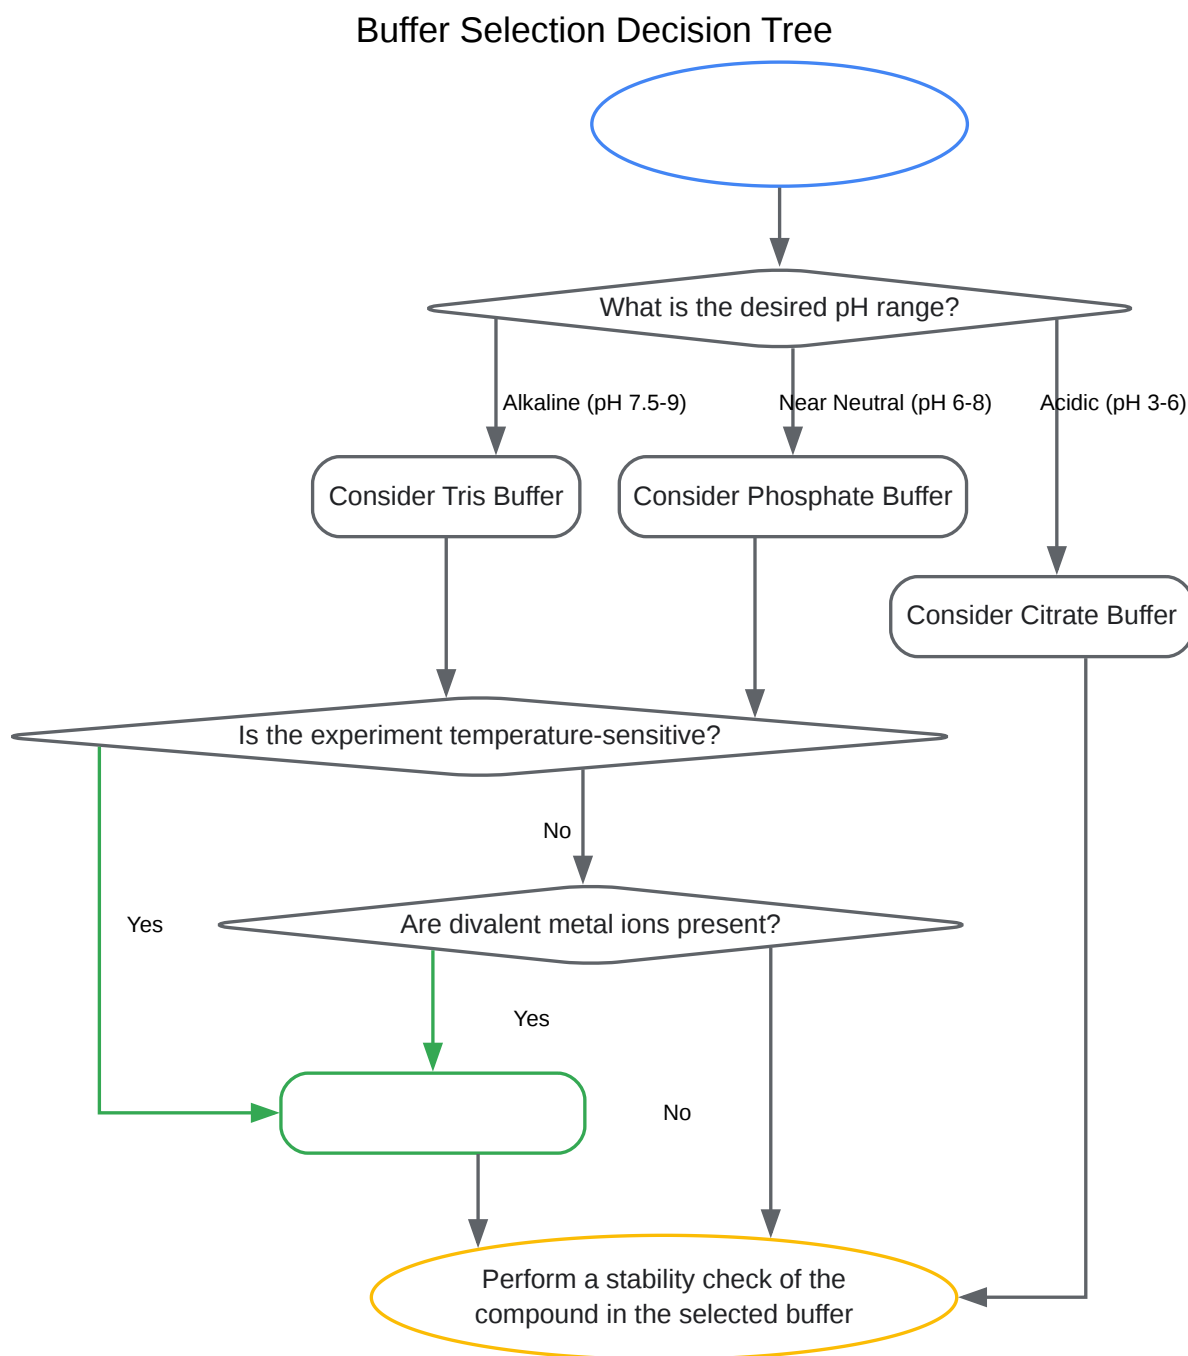 Buffer Selection Decision Tree
What is the desired pH range?
Alkaline (pH 7.5-9)
Near Neutral (pH 6-8)
Acidic (pH 3-6)
Consider Tris Buffer
Consider Phosphate Buffer
Consider Citrate Buffer
Is the experiment temperature-sensitive?
No
Yes
Are divalent metal ions present?
Yes
No
Perform a stability check of the
compound in the selected buffer